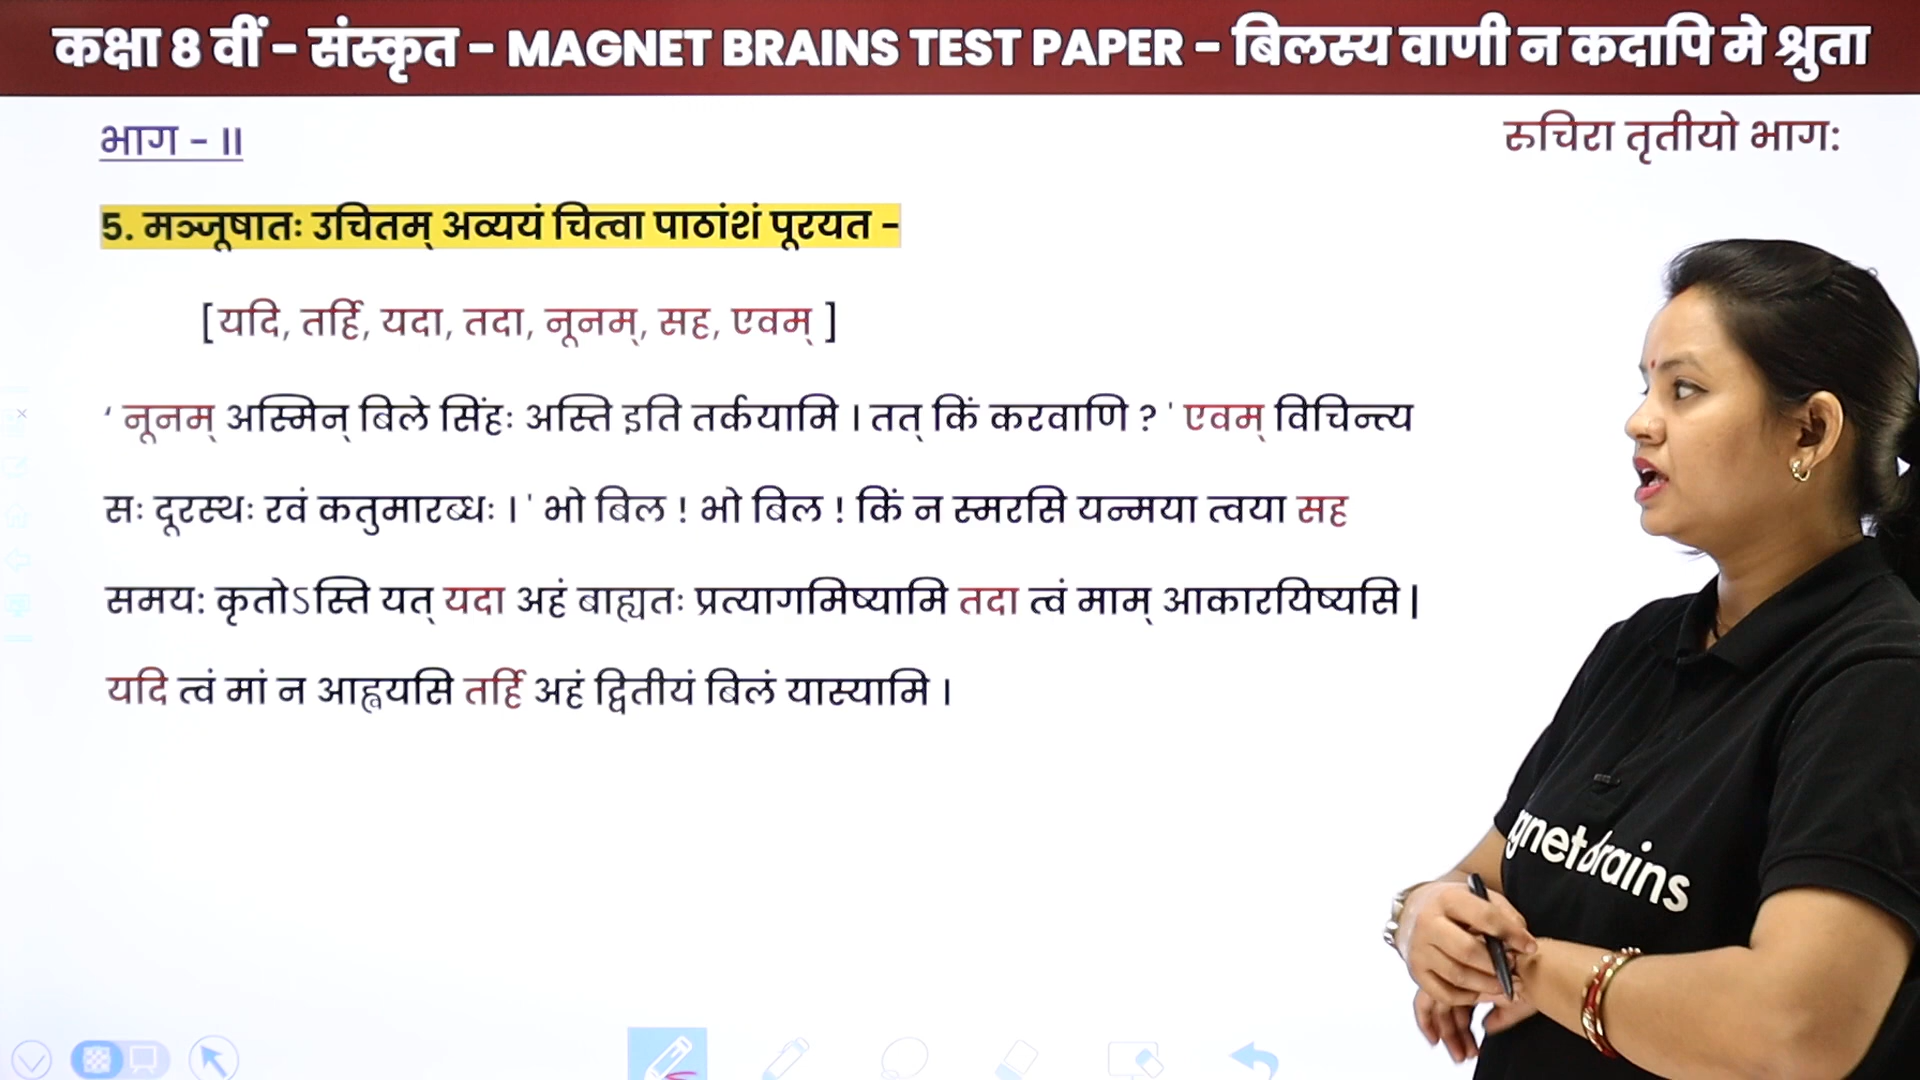 कक्षा 8 वीं – संस्कृत – MAGNET BRAINS TEST PAPER – बिलस्य वाणी न कदापि मे श्रुता
भाग – II
रुचिरा तृतीयो भाग:
5. मञ्जूषातः उचितम् अव्ययं चित्वा पाठांशं पूरयत –
[यदि, तर्हि, यदा, तदा, नूनम्, सह, एवम् ]
‘ नूनम् अस्मिन् बिले सिंहः अस्ति इति तर्कयामि । तत् किं करवाणि ? ' एवम् विचिन्त्य
सः दूरस्थः रवं कतुमारब्धः । ' भो बिल ! भो बिल ! किं न स्मरसि यन्मया त्वया सह
समय: कृतोऽस्ति यत् यदा अहं बाह्यतः प्रत्यागमिष्यामि तदा त्वं माम् आकारयिष्यसि |
यदि त्वं मां न आह्वयसि तर्हि अहं द्वितीयं बिलं यास्यामि ।
gnetbrains